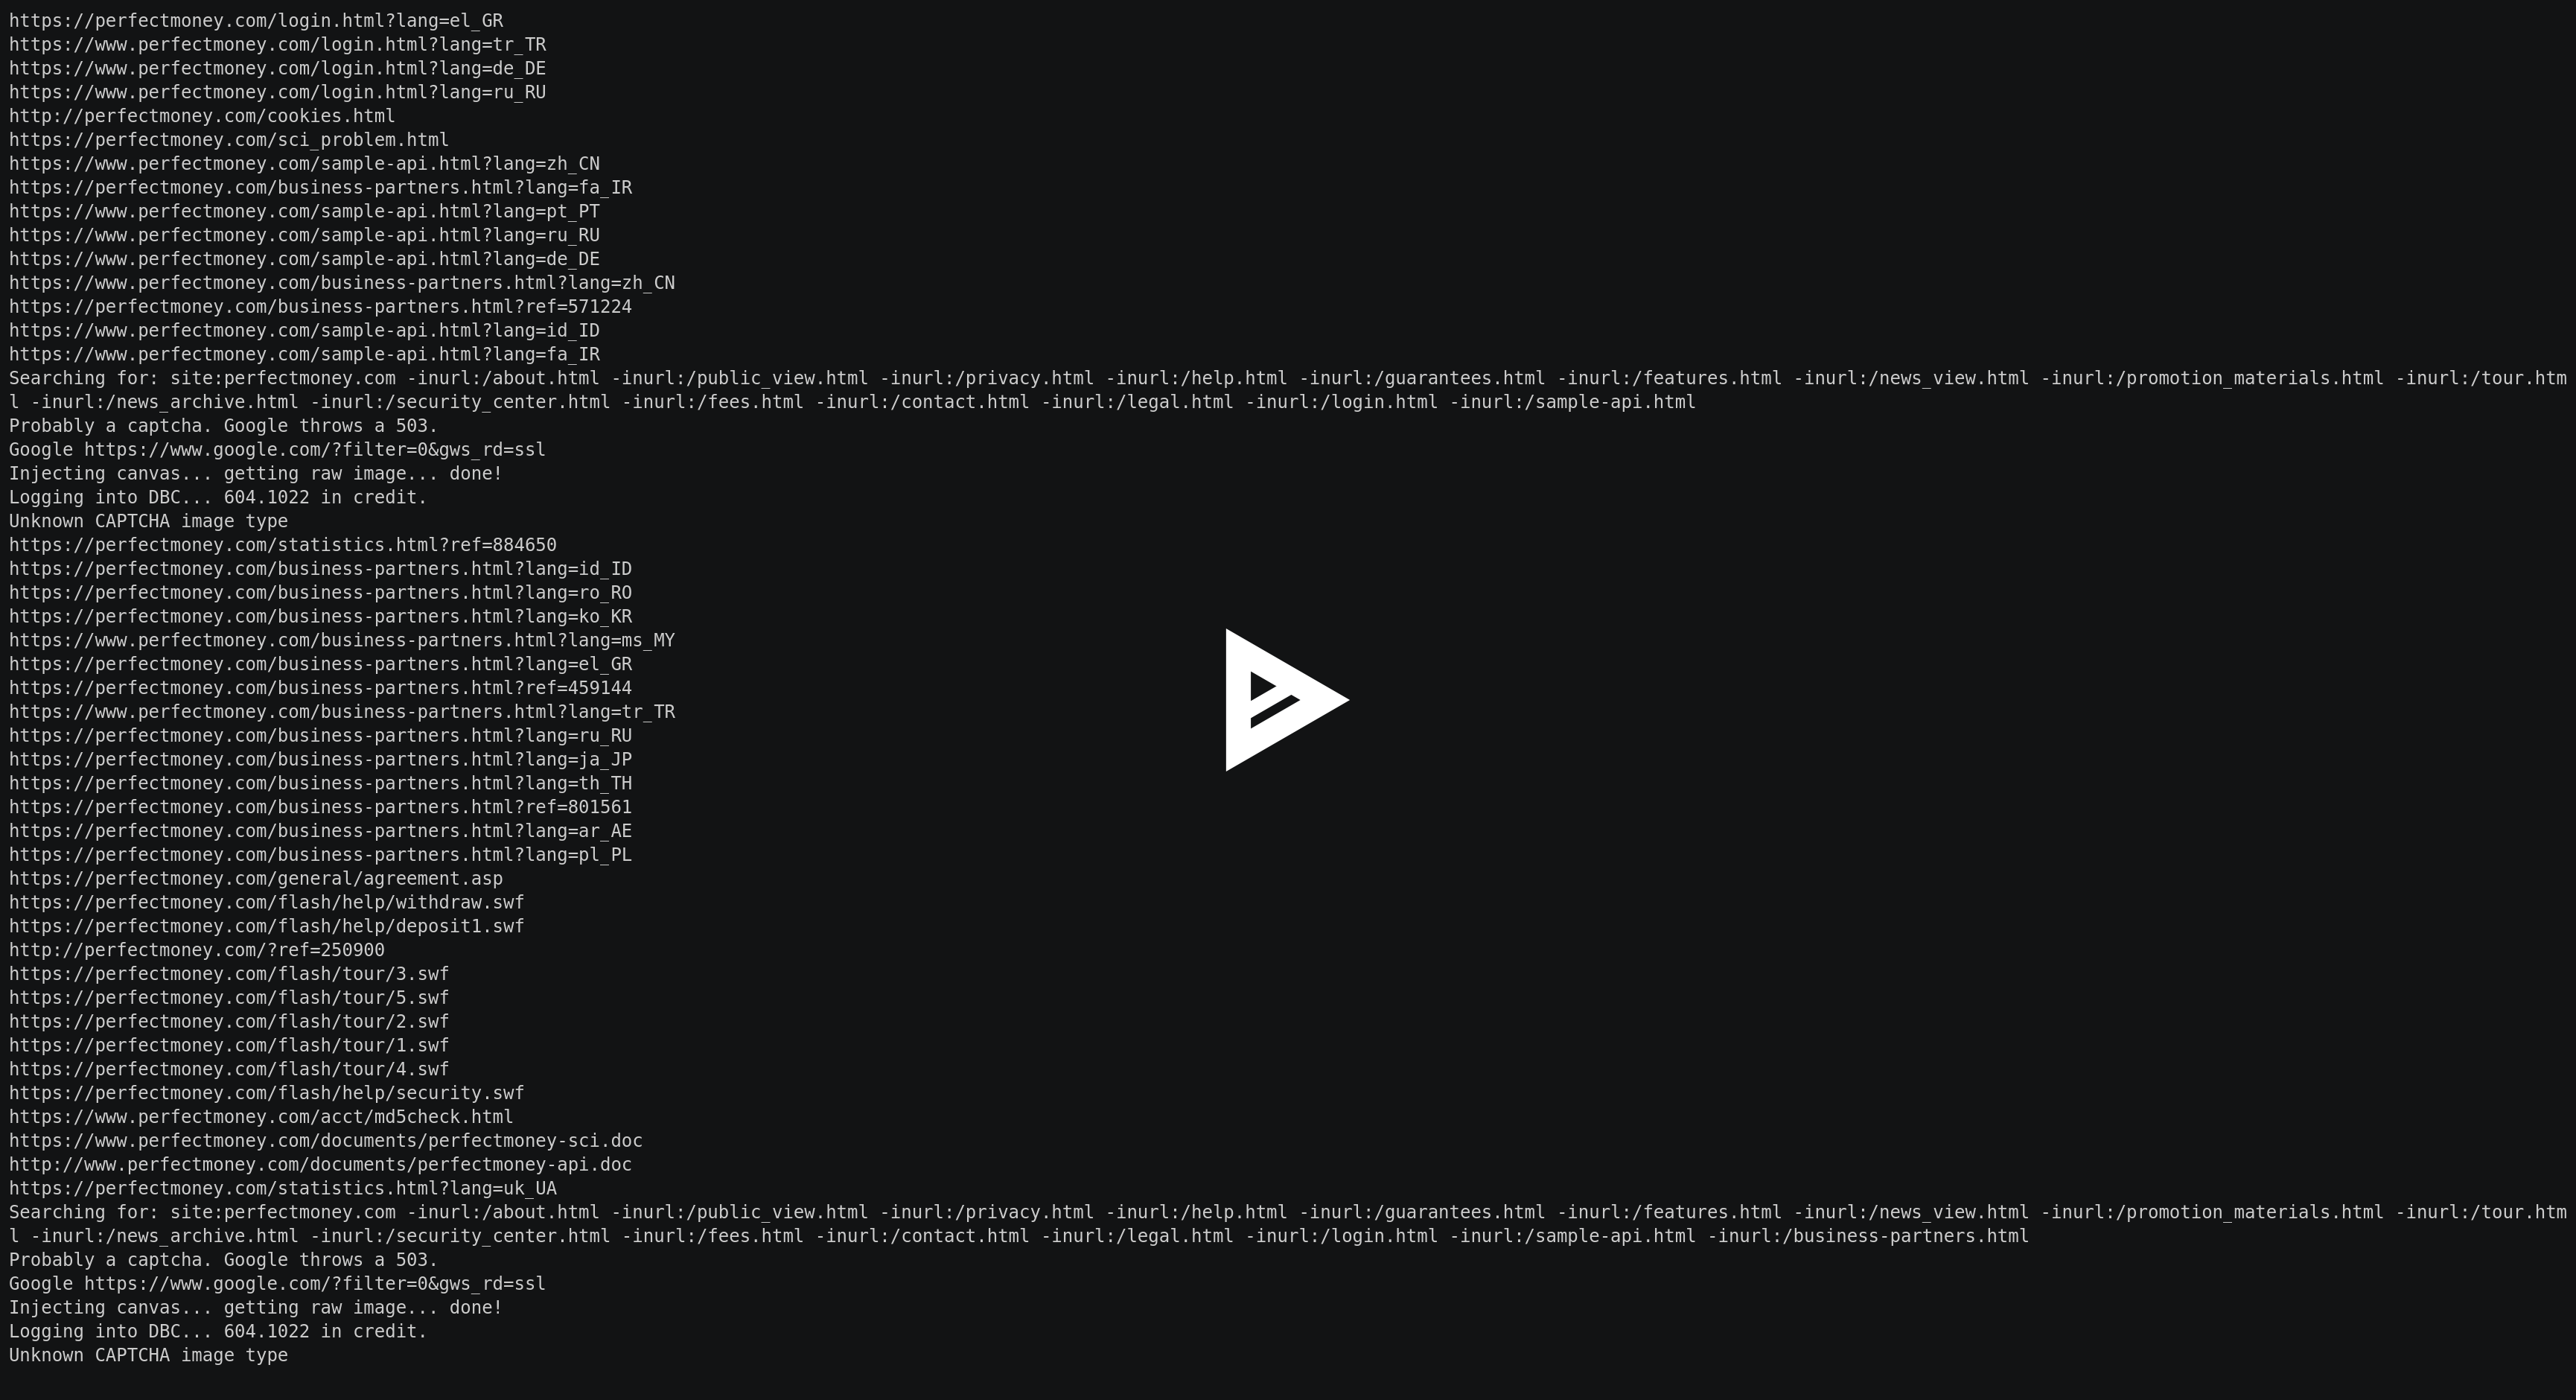 https://perfectmoney.com/login.html?lang=el_GR
https://www.perfectmoney.com/login.html?lang=tr_TR
https://www.perfectmoney.com/login.html?lang=de_DE
https://www.perfectmoney.com/login.html?lang=ru_RU
http://perfectmoney.com/cookies.html
https://perfectmoney.com/sci_problem.html
https://www.perfectmoney.com/sample-api.html?lang=zh_CN
https://perfectmoney.com/business-partners.html?lang=fa_IR
https://www.perfectmoney.com/sample-api.html?lang=pt_PT
https://www.perfectmoney.com/sample-api.html?lang=ru_RU
https://www.perfectmoney.com/sample-api.html?lang=de_DE
https://www.perfectmoney.com/business-partners.html?lang=zh_CN
https://perfectmoney.com/business-partners.html?ref=571224
https://www.perfectmoney.com/sample-api.html?lang=id_ID
https://www.perfectmoney.com/sample-api.html?lang=fa_IR
Searching for: site:perfectmoney.com -inurl:/about.html -inurl:/public_view.html -inurl:/privacy.html -inurl:/help.html -inurl:/guarantees.html -inurl:/features.html -inurl:/news_view.html -inurl:/promotion_materials.html -inurl:/tour.htm
l -inurl:/news_archive.html -inurl:/security_center.html -inurl:/fees.html -inurl:/contact.html -inurl:/legal.html -inurl:/login.html -inurl:/sample-api.html
Probably a captcha. Google throws a 503.
Google https://www.google.com/?filter=0&gws_rd=ssl
Injecting canvas... getting raw image... done!
Logging into DBC... 604.1022 in credit.
Unknown CAPTCHA image type
https://perfectmoney.com/statistics.html?ref=884650
https://perfectmoney.com/business-partners.html?lang=id_ID
https://perfectmoney.com/business-partners.html?lang=ro_RO
https://perfectmoney.com/business-partners.html?lang=ko_KR
https://www.perfectmoney.com/business-partners.html?lang=ms_MY
https://perfectmoney.com/business-partners.html?lang=el_GR
https://perfectmoney.com/business-partners.html?ref=459144
https://www.perfectmoney.com/business-partners.html?lang=tr_TR
https://perfectmoney.com/business-partners.html?lang=ru_RU
https://perfectmoney.com/business-partners.html?lang=ja_JP
https://perfectmoney.com/business-partners.html?lang=th_TH
https://perfectmoney.com/business-partners.html?ref=801561
https://perfectmoney.com/business-partners.html?lang=ar_AE
https://perfectmoney.com/business-partners.html?lang=pl_PL
https://perfectmoney.com/general/agreement.asp
https://perfectmoney.com/flash/help/withdraw.swf
https://perfectmoney.com/flash/help/deposit1.swf
http://perfectmoney.com/?ref=250900
https://perfectmoney.com/flash/tour/3.swf
https://perfectmoney.com/flash/tour/5.swf
https://perfectmoney.com/flash/tour/2.swf
https://perfectmoney.com/flash/tour/1.swf
https://perfectmoney.com/flash/tour/4.swf
https://perfectmoney.com/flash/help/security.swf
https://www.perfectmoney.com/acct/md5check.html
https://www.perfectmoney.com/documents/perfectmoney-sci.doc
http://www.perfectmoney.com/documents/perfectmoney-api.doc
https://perfectmoney.com/statistics.html?lang=uk_UA
Searching for: site:perfectmoney.com -inurl:/about.html -inurl:/public_view.html -inurl:/privacy.html -inurl:/help.html -inurl:/guarantees.html -inurl:/features.html -inurl:/news_view.html -inurl:/promotion_materials.html -inurl:/tour.htm
l -inurl:/news_archive.html -inurl:/security_center.html -inurl:/fees.html -inurl:/contact.html -inurl:/legal.html -inurl:/login.html -inurl:/sample-api.html -inurl:/business-partners.html
Probably a captcha. Google throws a 503.
Google https://www.google.com/?filter=0&gws_rd=ssl
Injecting canvas... getting raw image... done!
Logging into DBC... 604.1022 in credit.
Unknown CAPTCHA image type